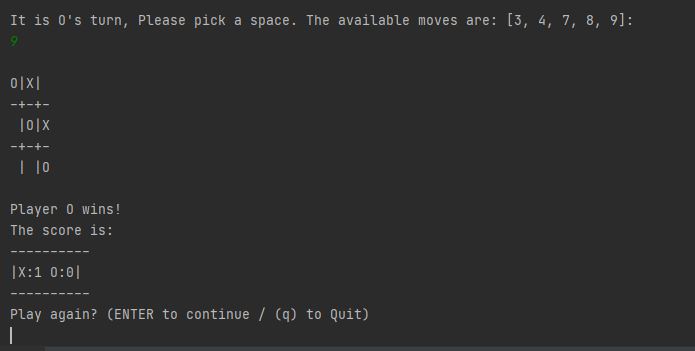 It is O's turn, Please pick a space. The available moves are: [3, 4, 7, 8, 9]:
9
O|X|
-+-+-
 |O|X
-+-+-
 | |O
Player O wins!
The score is:
----------
|X:1 O:0|
----------
Play again? (ENTER to continue / (q) to Quit)